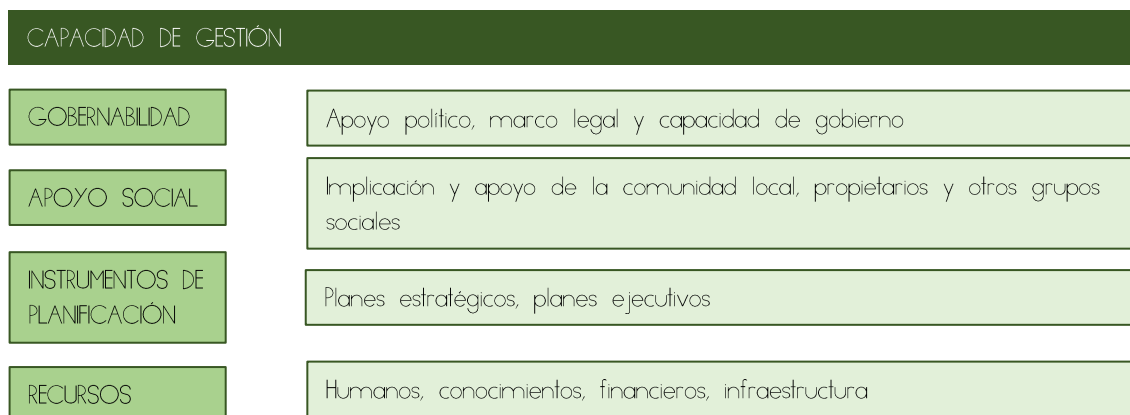 CAPACIDAD DE GESTIÓN
GOBERNABILIDAD
Apoyo político, marco legal y capacidad de gobierno
APOYO SOCIAL
Implicación y apoyo de la comunidad local, propietarios y otros grupos
sociales
INSTRUMENTOS DE
PLANIFICACIÓN
Planes estratégicos, planes ejecutivos
RECURSOS
Humanos, conocimientos, financieros, infraestructura